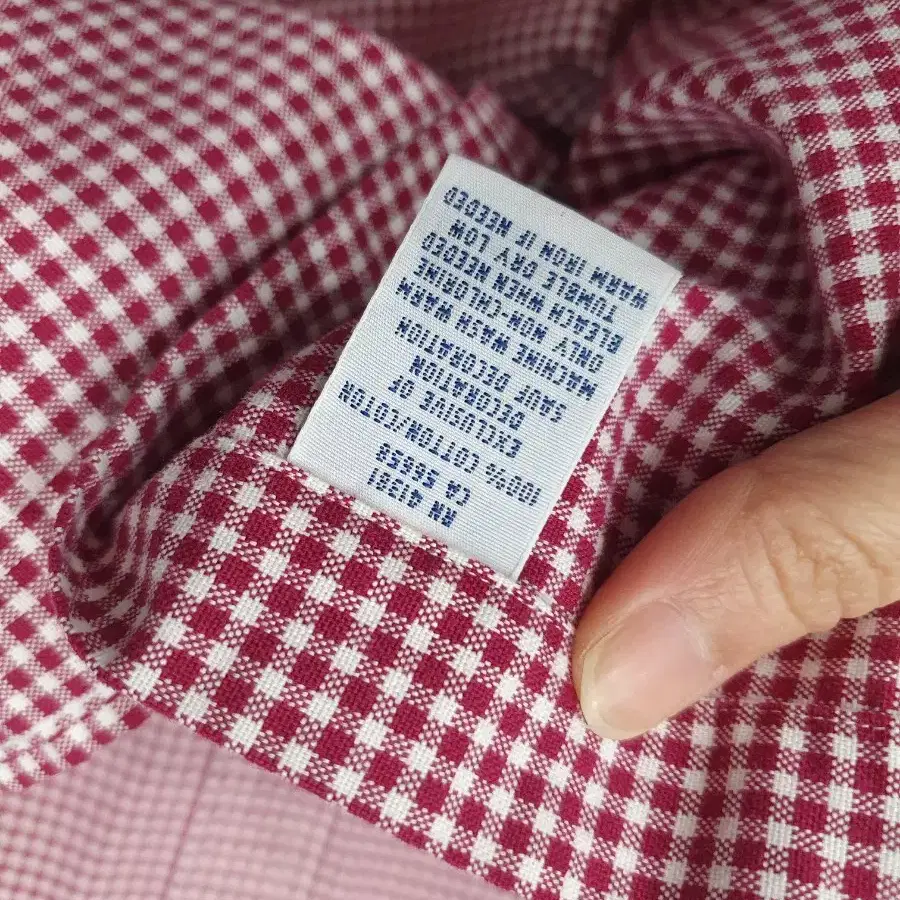 RN 41381
CA 56653
100% COTTON/COTON
EXCLUSIVE OF
DECORATION
SAUF DECORATION
MACHINE WASH WARM
ONLY NON-CHLORINE
BLEACH WHEN NEEDED
TUMBLE DRY LOW
WARM IRON IF NEEDED